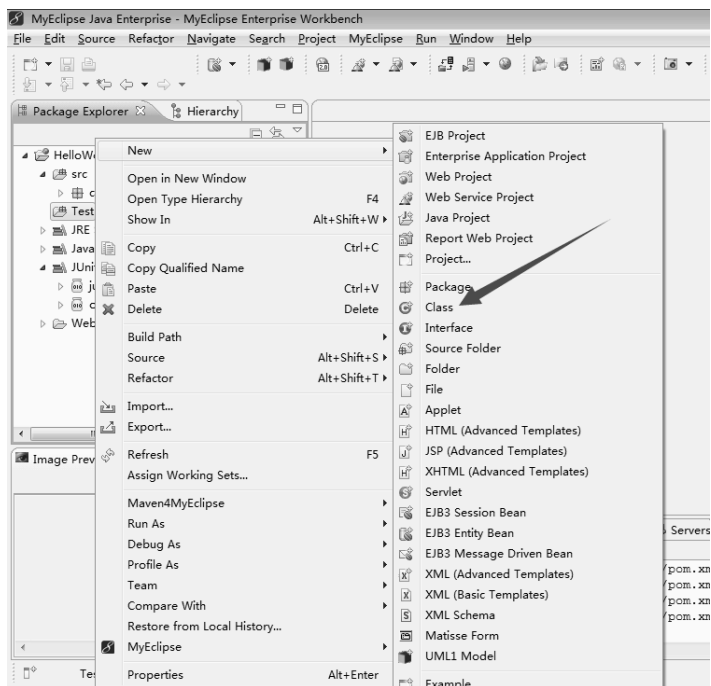 MyEclipse Java Enterprise - MyEclipse Enterprise Workbench
File Edit Source Refactor Navigate Search Project MyEclipse Run Window Help
Package Explorer Hierarchy
HelloW
src
Test
JRE
Java
JUni
ju
Web
Image Prev
New
Open in New Window
Open Type Hierarchy F4
Show In Alt+Shift+W
Copy Ctrl+C
Copy Qualified Name
Paste Ctrl+V
Delete Delete
Build Path
Source Alt+Shift+S
Refactor Alt+Shift+T
Import...
Export...
Refresh F5
Assign Working Sets...
Maven4MyEclipse
Run As
Debug As
Profile As
Team
Compare With
Restore from Local History...
MyEclipse
Properties Alt+Enter
EJB Project
Enterprise Application Project
Web Project
Web Service Project
Java Project
Report Web Project
Project...
Package
Class
Interface
Source Folder
Folder
File
Applet
HTML (Advanced Templates)
JSP (Advanced Templates)
XHTML (Advanced Templates)
Servlet
EJB3 Session Bean
EJB3 Entity Bean
EJB3 Message Driven Bean
XML (Advanced Templates)
XML (Basic Templates)
XML Schema
Matisse Form
UML1 Model
Example
Servers
/pom.xm
/pom.xm
/pom.xm
/pom.xm
Te